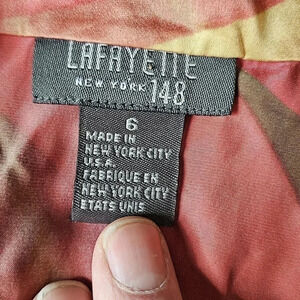 LAFAYETTE
NEW YORK 148
6
MADE IN
NEW YORK CITY
U.S.A.
FABRIQUE EN
NEW YORK CITY
ETATS UNIS